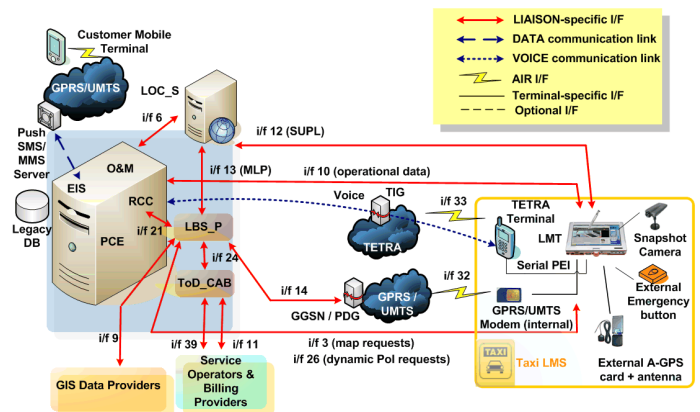 Customer Mobile
Terminal
GPRS/UMTS
Push
SMS/
MMS
Server
Legacy
DB
LOC_S
i/f 6
i/f 12 (SUPL)
O&M
EIS
RCC
PCE
i/f 13 (MLP)
i/f 10 (operational data)
i/f 21
LBS_P
i/f 24
ToD_CAB
i/f 14
i/f 9
i/f 39
i/f 11
GIS Data Providers
Service
Operators &
Billing
Providers
Voice
TIG
TETRA
i/f 33
GGSN / PDG
GPRS /
UMTS
i/f 32
i/f 3 (map requests)
i/f 26 (dynamic PoI requests)
LIAISON-specific I/F
DATA communication link
VOICE communication link
AIR I/F
Terminal-specific I/F
Optional I/F
TETRA
Terminal
LMT
Serial PEI
GPRS/UMTS
Modem (internal)
Snapshot
Camera
External
Emergency
button
External A-GPS
card + antenna
TAXI
Taxi LMS